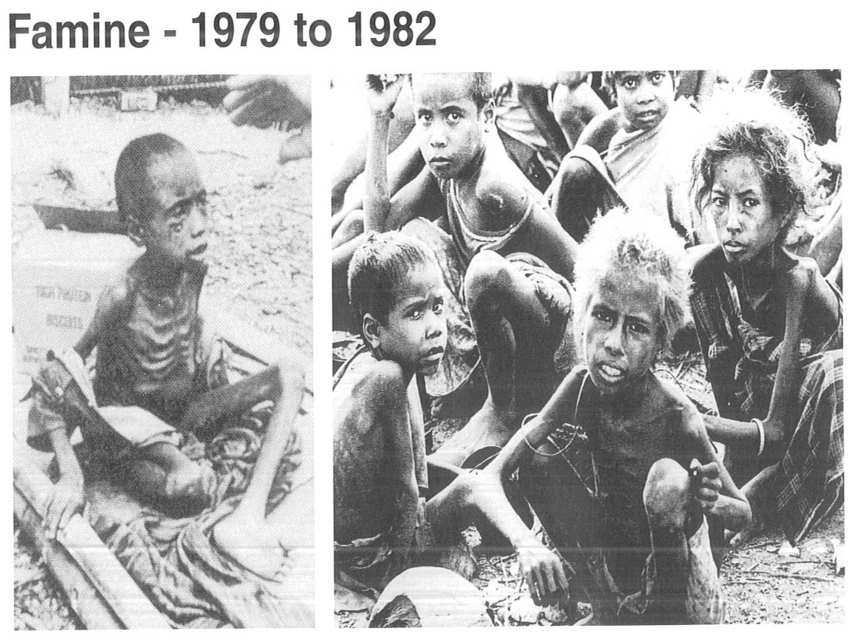 Famine - 1979 to 1982
HIGH PROTEIN
BISCUITS